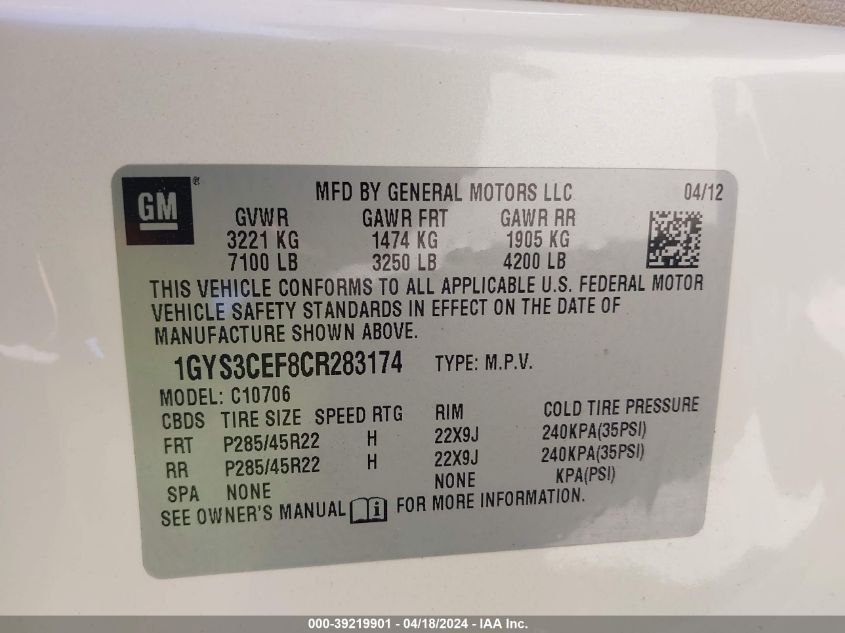 GM ® MFD BY GENERAL MOTORS LLC 04/12
GVWR GAWR FRT GAWR RR
3221 KG 1474 KG 1905 KG
7100 LB 3250 LB 4200 LB
THIS VEHICLE CONFORMS TO ALL APPLICABLE U.S. FEDERAL MOTOR
VEHICLE SAFETY STANDARDS IN EFFECT ON THE DATE OF
MANUFACTURE SHOWN ABOVE.
1GYS3CEF8CR283174 TYPE: M.P.V.
MODEL: C10706
CBDS TIRE SIZE SPEED RTG RIM COLD TIRE PRESSURE
FRT P285/45R22 H 22X9J 240KPA(35PSI)
RR P285/45R22 H 22X9J 240KPA(35PSI)
SPA NONE NONE KPA(PSI)
SEE OWNER'S MANUAL i FOR MORE INFORMATION.
000-39219901 - 04/18/2024 - IAA Inc.